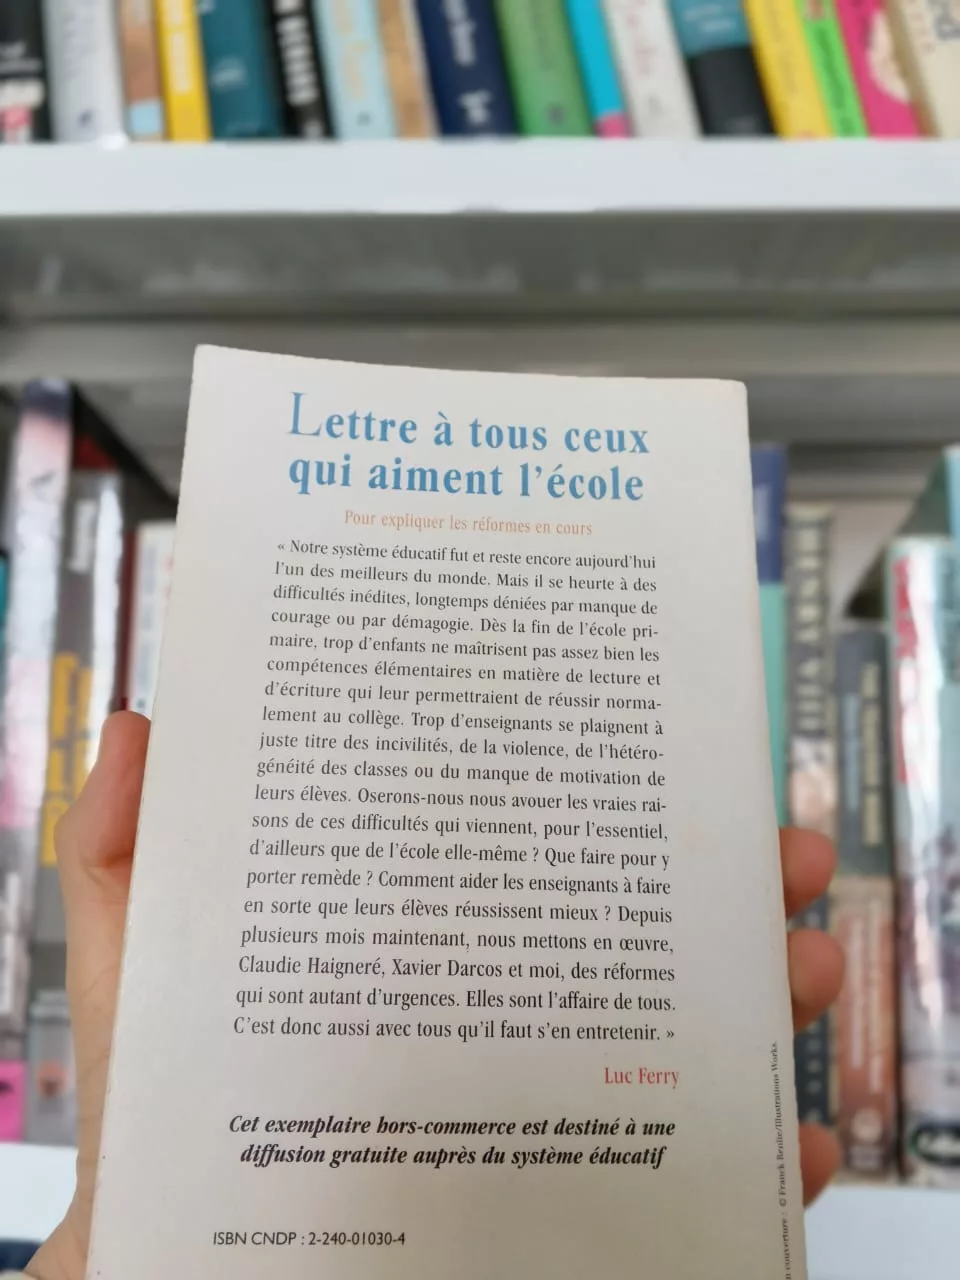 Lettre à tous ceux
qui aiment l'école
Pour expliquer les réformes en cours
« Notre système éducatif fut et reste encore aujourd'hui
l'un des meilleurs du monde. Mais il se heurte à des
difficultés inédites, longtemps déniées par manque de
courage ou par démagogie. Dès la fin de l'école pri-
maire, trop d'enfants ne maîtrisent pas assez bien les
compétences élémentaires en matière de lecture et
d'écriture qui leur permettraient de réussir norma-
lement au collège. Trop d'enseignants se plaignent à
juste titre des incivilités, de la violence, de l'hétéro-
généité des classes ou du manque de motivation de
leurs élèves. Oserons-nous nous avouer les vraies rai-
sons de ces difficultés qui viennent, pour l'essentiel,
d'ailleurs que de l'école elle-même ? Que faire pour y
porter remède ? Comment aider les enseignants à faire
en sorte que leurs élèves réussissent mieux ? Depuis
plusieurs mois maintenant, nous mettons en œuvre,
Claudie Haigneré, Xavier Darcos et moi, des réformes
qui sont autant d'urgences. Elles sont l'affaire de tous.
C'est donc aussi avec tous qu'il faut s'en entretenir. »
Luc Ferry
Cet exemplaire hors-commerce est destiné à une
diffusion gratuite auprès du système éducatif
ISBN CNDP : 2-240-01030-4
couverture : © Franck Renlie/Illustrations Works.